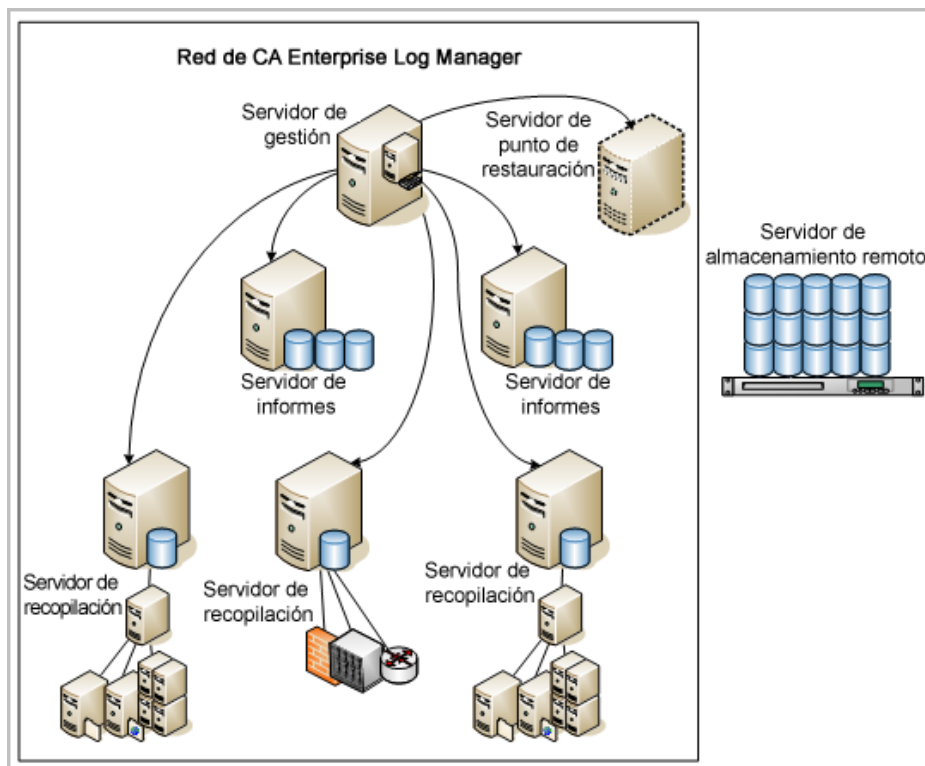 Red de CA Enterprise Log Manager
Servidor de
gestión
Servidor de
punto de
restauración
Servidor de
almacenamiento remoto
Servidor de
informes
Servidor de
informes
Servidor de
recopilación
Servidor de
recopilación
Servidor de
recopilación